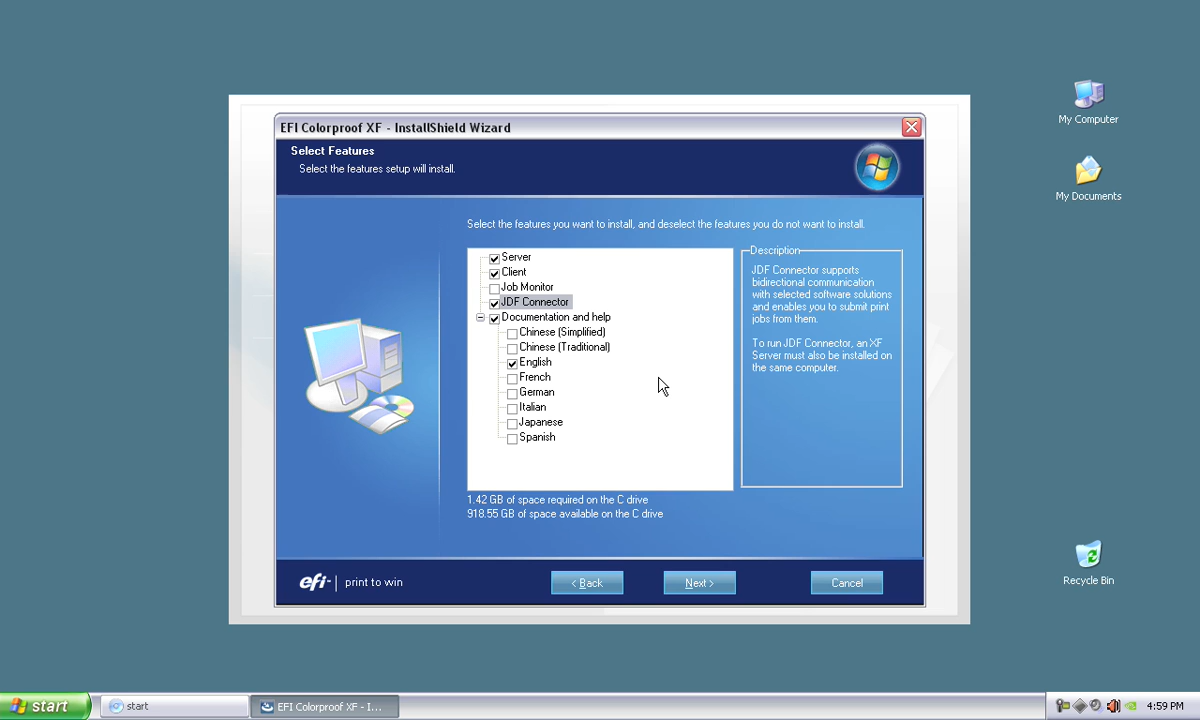 EFI Colorproof XF - InstallShield Wizard
Select Features
Select the features setup will install.
Select the features you want to install, and deselect the features you do not want to install.
Server
Client
Job Monitor
JDF Connector
Documentation and help
Chinese (Simplified)
Chinese (Traditional)
English
French
German
Italian
Japanese
Spanish
Description
JDF Connector supports
bidirectional communication
with selected software solutions
and enables you to submit print
jobs from them.
To run JDF Connector, an XF
Server must also be installed on
the same computer.
1.42 GB of space required on the C drive
918.55 GB of space available on the C drive
efi | print to win
< Back
Next >
Cancel
My Computer
My Documents
Recycle Bin
start
start
EFI Colorproof XF - I...
4:59 PM